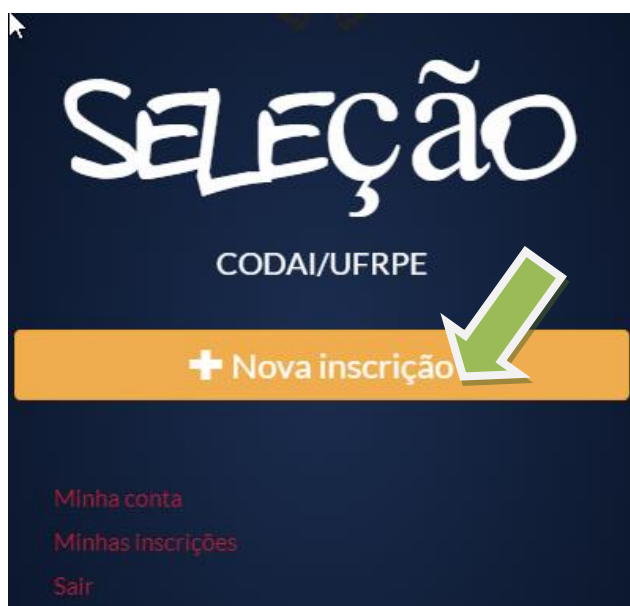 SELEÇÃO
CODAI/UFRPE
+ Nova inscrição
Minha conta
Minhas inscrições
Sair